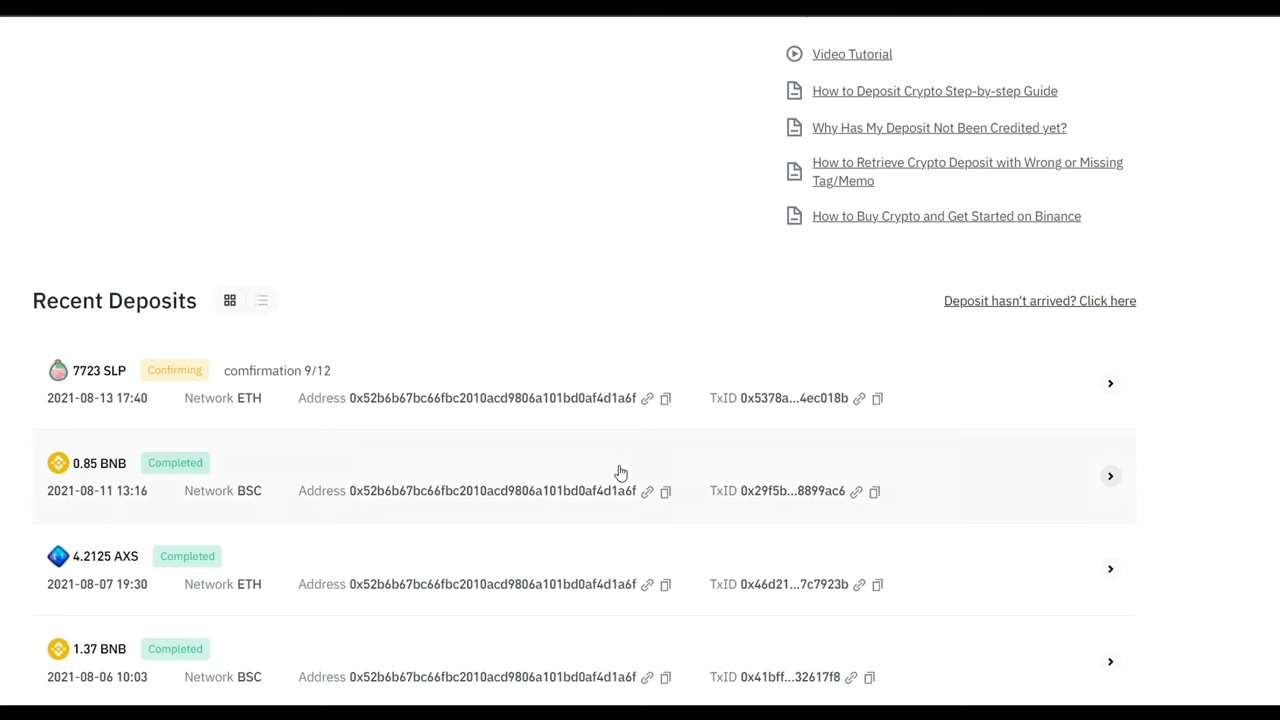 Video Tutorial
How to Deposit Crypto Step-by-step Guide
Why Has My Deposit Not Been Credited yet?
How to Retrieve Crypto Deposit with Wrong or Missing
Tag/Memo
How to Buy Crypto and Get Started on Binance
Recent Deposits
Deposit hasn't arrived? Click here
7723 SLP Confirming comfirmation 9/12
2021-08-13 17:40 Network ETH Address 0x52b6b67bc66fbc2010acd9806a101bd0af4d1a6f TxID 0x5378a...4ec018b
0.85 BNB Completed
2021-08-11 13:16 Network BSC Address 0x52b6b67bc66fbc2010acd9806a101bd0af4d1a6f TxID 0x29f5b...8899ac6
4.2125 AXS Completed
2021-08-07 19:30 Network ETH Address 0x52b6b67bc66fbc2010acd9806a101bd0af4d1a6f TxID 0x46d21...7c7923b
1.37 BNB Completed
2021-08-06 10:03 Network BSC Address 0x52b6b67bc66fbc2010acd9806a101bd0af4d1a6f TxID 0x41bff...32617f8